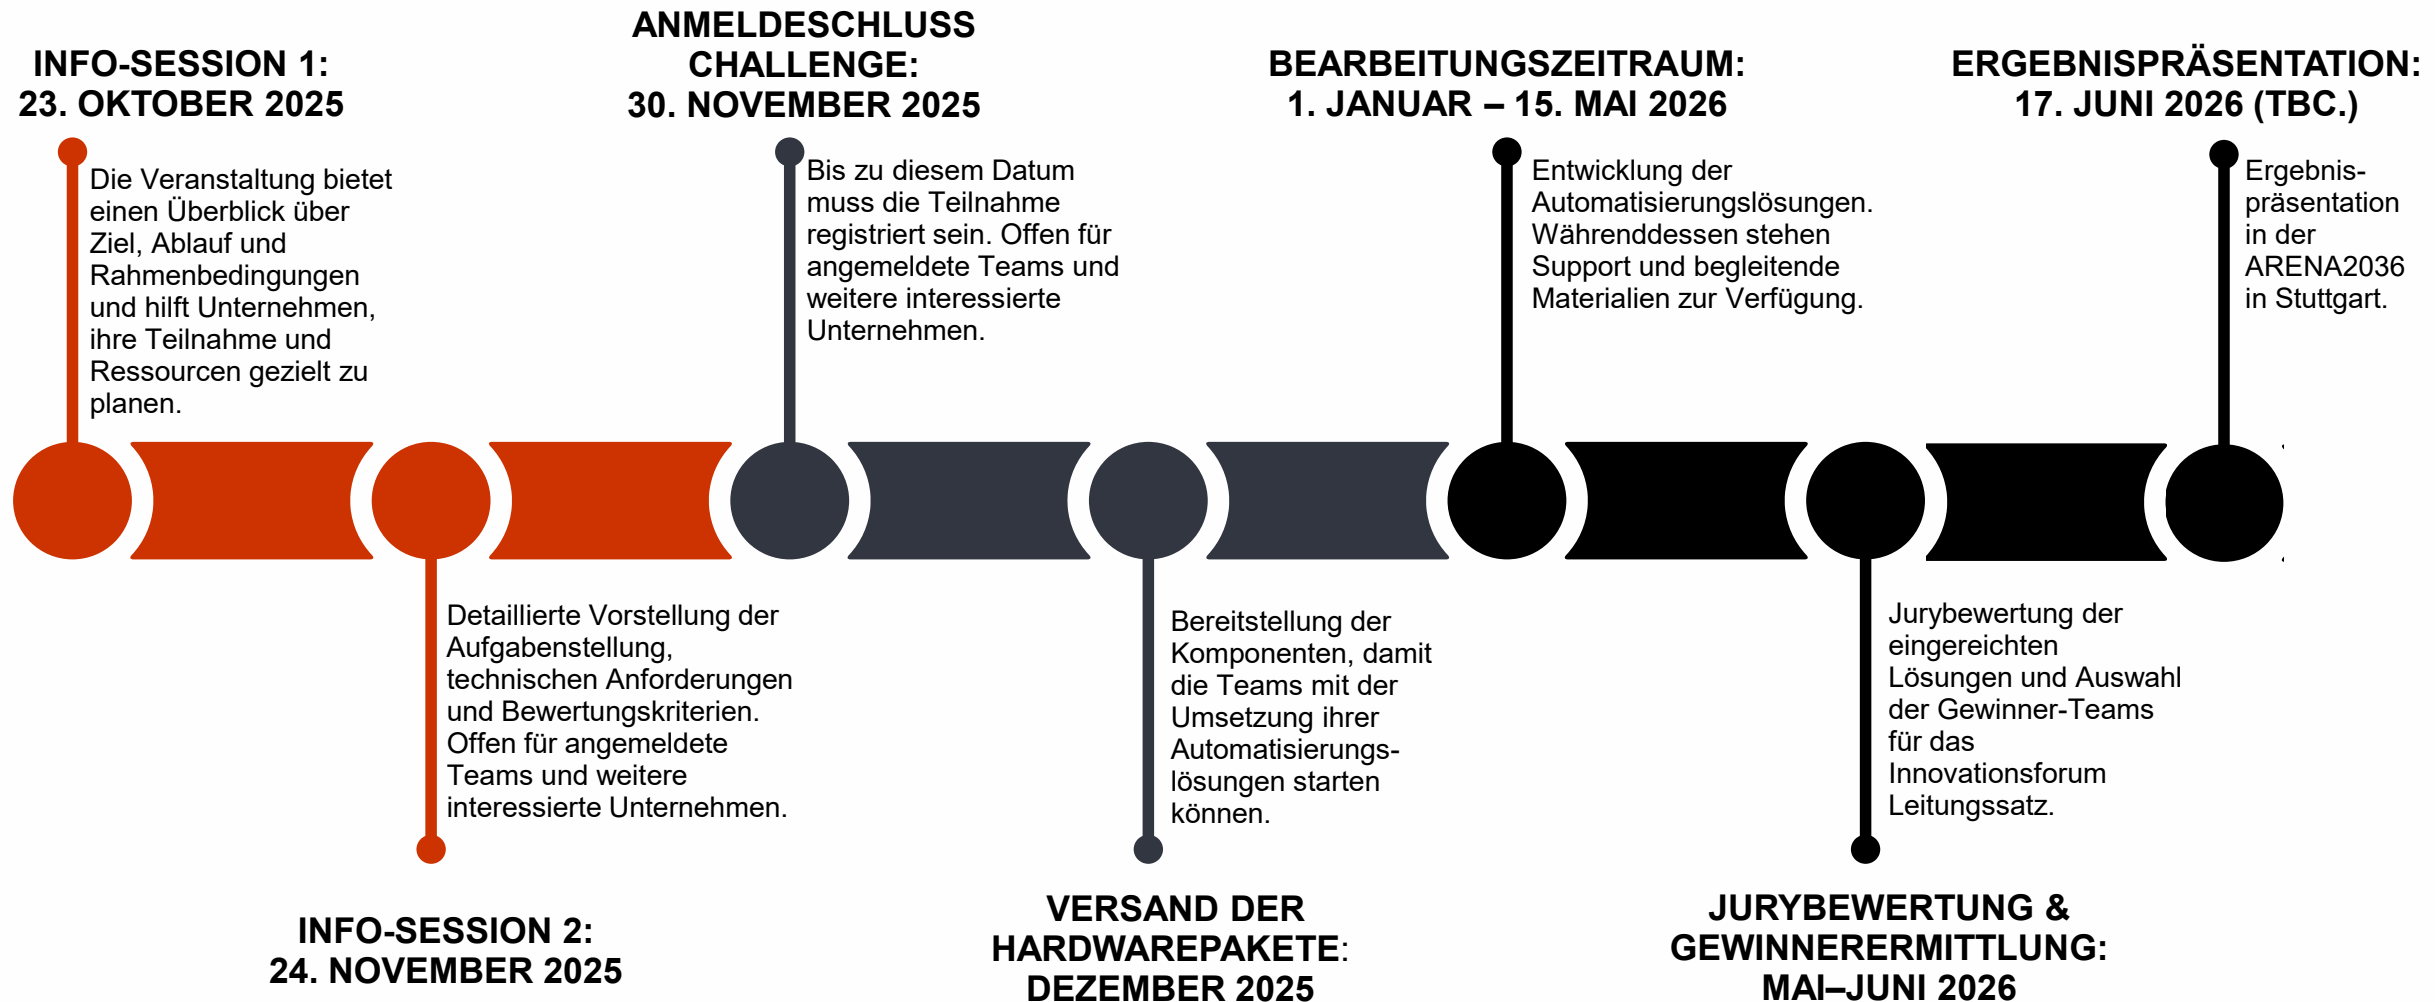 INFO-SESSION 1:
23. OKTOBER 2025
Die Veranstaltung bietet
einen Überblick über
Ziel, Ablauf und
Rahmenbedingungen
und hilft Unternehmen,
ihre Teilnahme und
Ressourcen gezielt zu
planen.
Detaillierte Vorstellung der
Aufgabenstellung,
technischen Anforderungen
und Bewertungskriterien.
Offen für angemeldete
Teams und weitere
interessierte Unternehmen.
INFO-SESSION 2:
24. NOVEMBER 2025
ANMELDESCHLUSS
CHALLENGE:
30. NOVEMBER 2025
Bis zu diesem Datum
muss die Teilnahme
registriert sein. Offen für
angemeldete Teams und
weitere interessierte
Unternehmen.
Bereitstellung der
Komponenten, damit
die Teams mit der
Umsetzung ihrer
Automatisierungs-
lösungen starten
können.
VERSAND DER
HARDWAREPAKETE:
DEZEMBER 2025
BEARBEITUNGSZEITRAUM:
1. JANUAR – 15. MAI 2026
Entwicklung der
Automatisierungslösungen.
Währenddessen stehen
Support und begleitende
Materialien zur Verfügung.
Jurybewertung der
eingereichten
Lösungen und Auswahl
der Gewinner-Teams
für das
Innovationsforum
Leitungssatz.
JURYBEWERTUNG &
GEWINNERERMITTLUNG:
MAI–JUNI 2026
ERGEBNISPRÄSENTATION:
17. JUNI 2026 (TBC.)
Ergebnis-
präsentation
in der
ARENA2036
in Stuttgart.